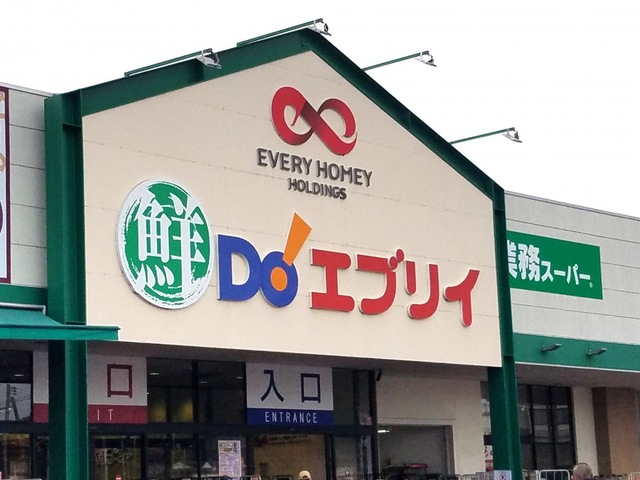 EVERY HOMEY
HOLDINGS
鮮 Do! エブリイ
業務スーパー®
口
IT
入口
ENTRANCE